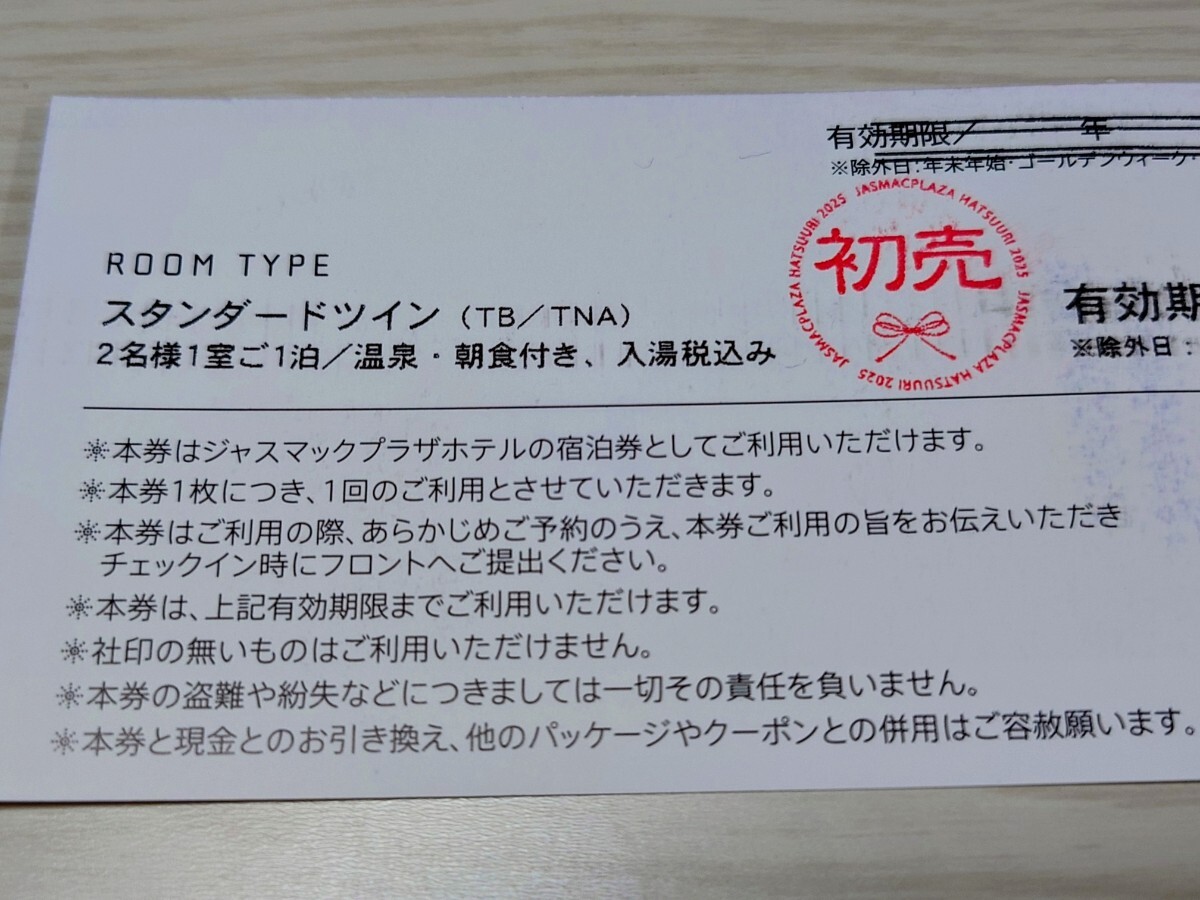 有効期限／ 年
※除外日：年末年始・ゴールデンウィーク・
JASMACPLAZA HATSUURI 2025 JASMACPLAZA HATSUURI 2025 JASMACPLAZA HATSUURI 2025
初売
ROOM TYPE
スタンダードツイン（TB／TNA）
2名様1室ご1泊／温泉・朝食付き、入湯税込み
有効期
※除外日：
※本券はジャスマックプラザホテルの宿泊券としてご利用いただけます。
※本券1枚につき、1回のご利用とさせていただきます。
※本券はご利用の際、あらかじめご予約のうえ、本券ご利用の旨をお伝えいただき
チェックイン時にフロントへご提出ください。
※本券は、上記有効期限までご利用いただけます。
※社印の無いものはご利用いただけません。
※本券の盗難や紛失などにつきましては一切その責任を負いません。
※本券と現金とのお引き換え、他のパッケージやクーポンとの併用はご容赦願います。